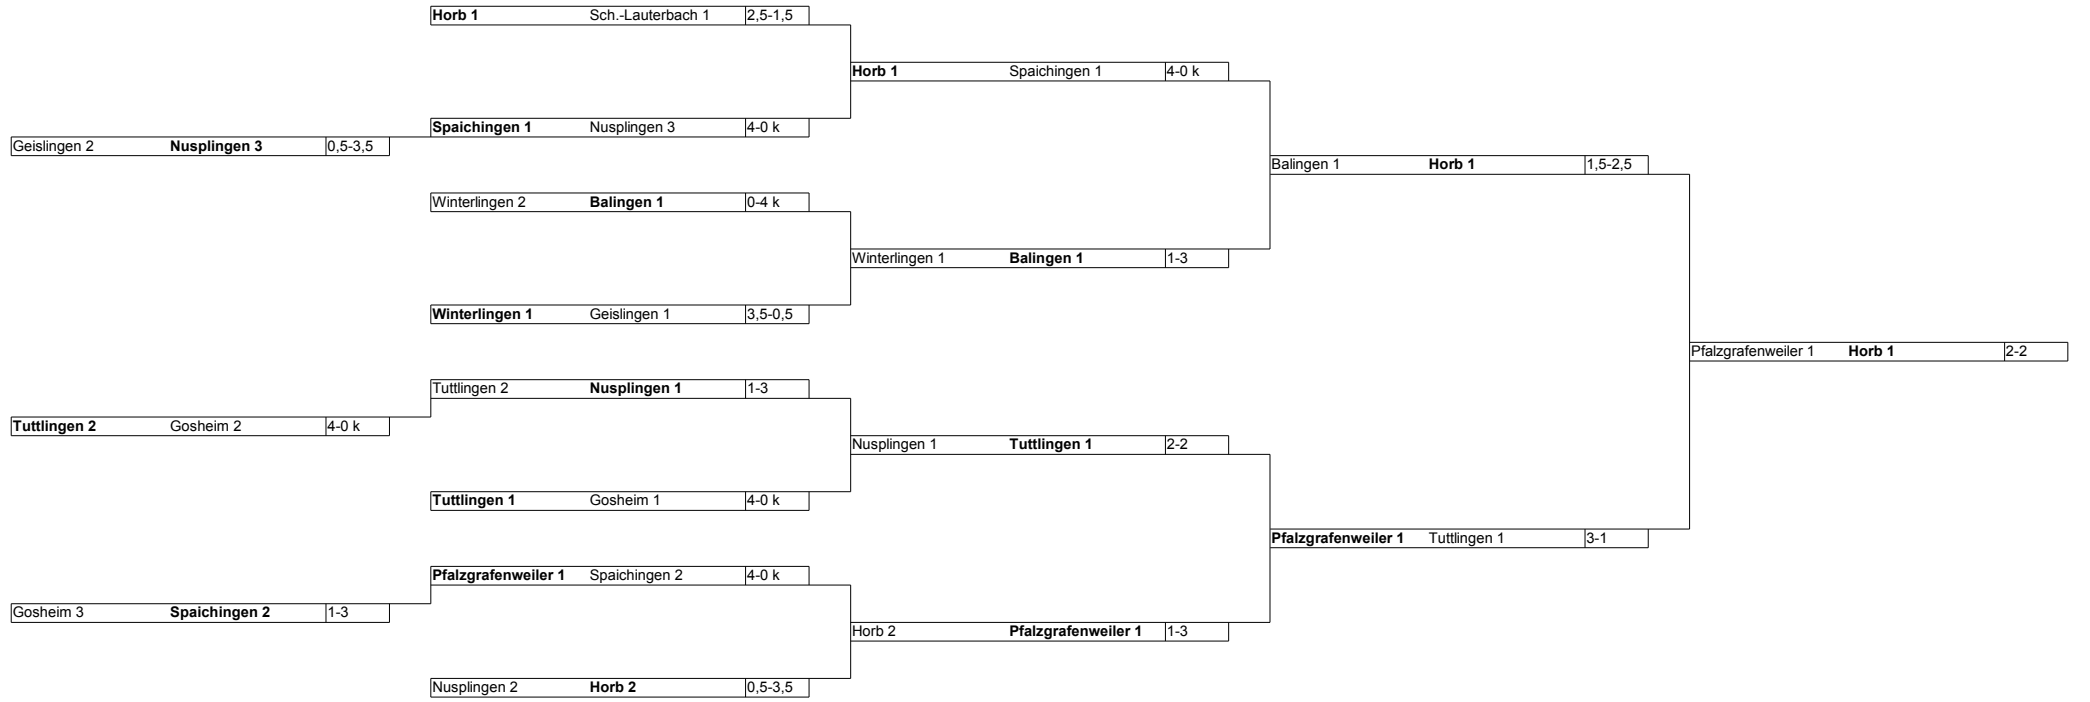 Horb 1 Sch.-Lauterbach 1 2,5-1,5
Horb 1 Spaichingen 1 4-0 k
Spaichingen 1 Nusplingen 3 4-0 k
Geislingen 2 Nusplingen 3 0,5-3,5
Balingen 1 Horb 1 1,5-2,5
Winterlingen 2 Balingen 1 0-4 k
Winterlingen 1 Balingen 1 1-3
Winterlingen 1 Geislingen 1 3,5-0,5
Pfalzgrafenweiler 1 Horb 1 2-2
Tuttlingen 2 Nusplingen 1 1-3
Tuttlingen 2 Gosheim 2 4-0 k
Nusplingen 1 Tuttlingen 1 2-2
Tuttlingen 1 Gosheim 1 4-0 k
Pfalzgrafenweiler 1 Tuttlingen 1 3-1
Pfalzgrafenweiler 1 Spaichingen 2 4-0 k
Gosheim 3 Spaichingen 2 1-3
Horb 2 Pfalzgrafenweiler 1 1-3
Nusplingen 2 Horb 2 0,5-3,5